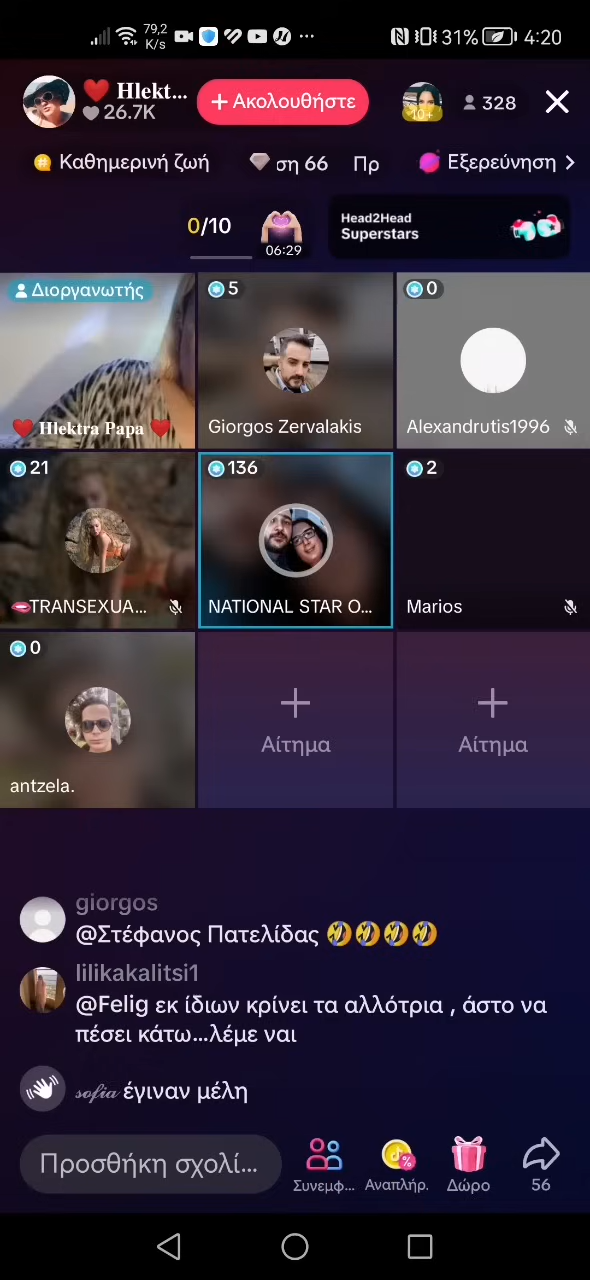 79,2
K/s
31%
4:20
❤️ Hlekt...
26.7K
+ Ακολουθήστε
10+
328
Καθημερινή ζωή
ση 66
Πρ
Εξερεύνηση >
0/10
06:29
Head2Head
Superstars
Διοργανωτής
❤️ Hlektra Papa ❤️
5
Giorgos Zervalakis
0
Alexandrutis1996
21
👄TRANSEXUA...
136
NATIONAL STAR O...
2
Marios
0
antzela.
Αίτημα
Αίτημα
giorgos
@Στέφανος Πατελίδας 🤣🤣🤣🤣
lilikakalitsi1
@Felig εκ ίδιων κρίνει τα αλλότρια , άστο να
πέσει κάτω...λέμε ναι
sofia έγιναν μέλη
Προσθήκη σχολί...
Συνεμφ...
Αναπλήρ.
Δώρο
56